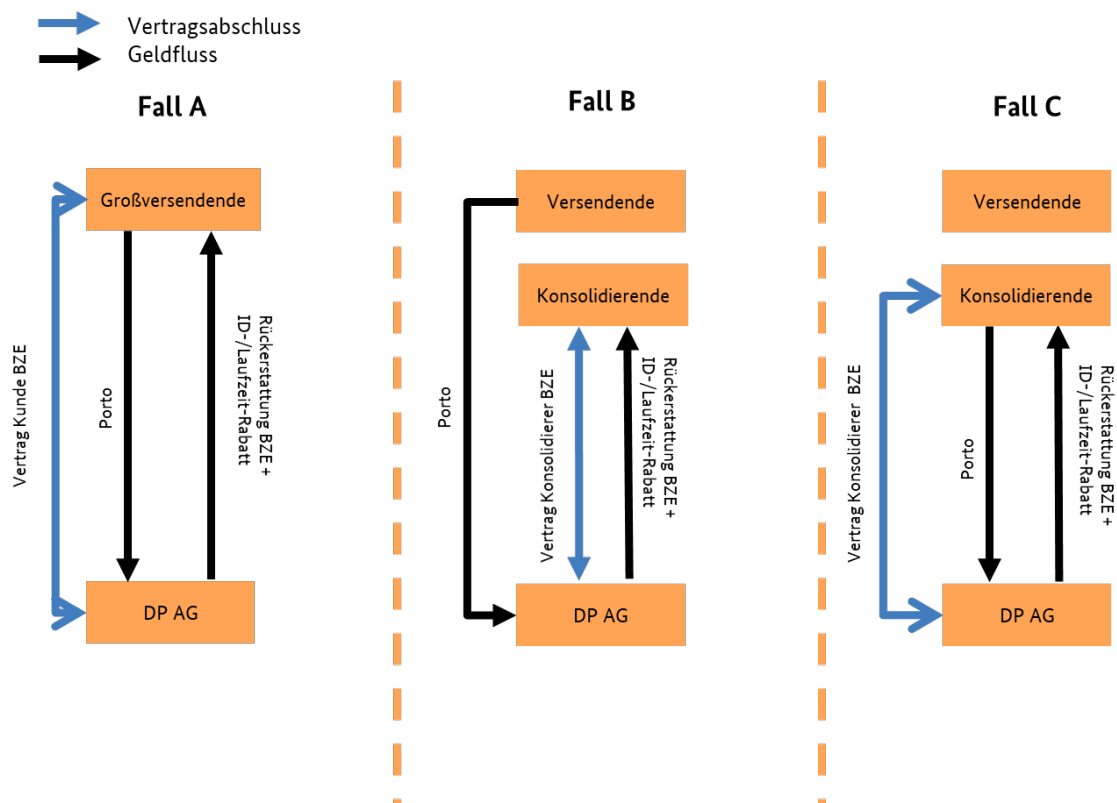 Vertragsabschluss
Geldfluss
Fall A
Großversendende
Vertrag Kunde BZE
Porto
Rückerstattung BZE +
ID-/Laufzeit-Rabatt
DP AG
Fall B
Versendende
Konsolidierende
Porto
Vertrag Konsolidierer BZE
Rückerstattung BZE +
ID-/Laufzeit-Rabatt
DP AG
Fall C
Versendende
Konsolidierende
Vertrag Konsolidierer BZE
Porto
Rückerstattung BZE +
ID-/Laufzeit-Rabatt
DP AG